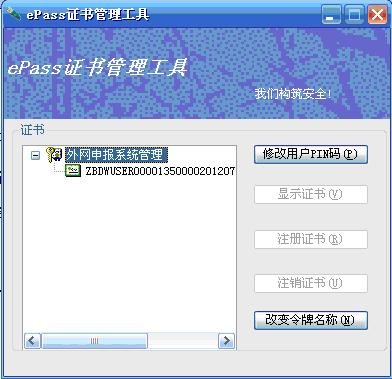 ePass证书管理工具
ePass证书管理工具
我们构筑安全!
证书
外网申报系统管理
ZBDWUSER00001350000201207
修改用户PIN码(P)
显示证书(V)
注册证书(R)
注销证书(U)
改变令牌名称(N)